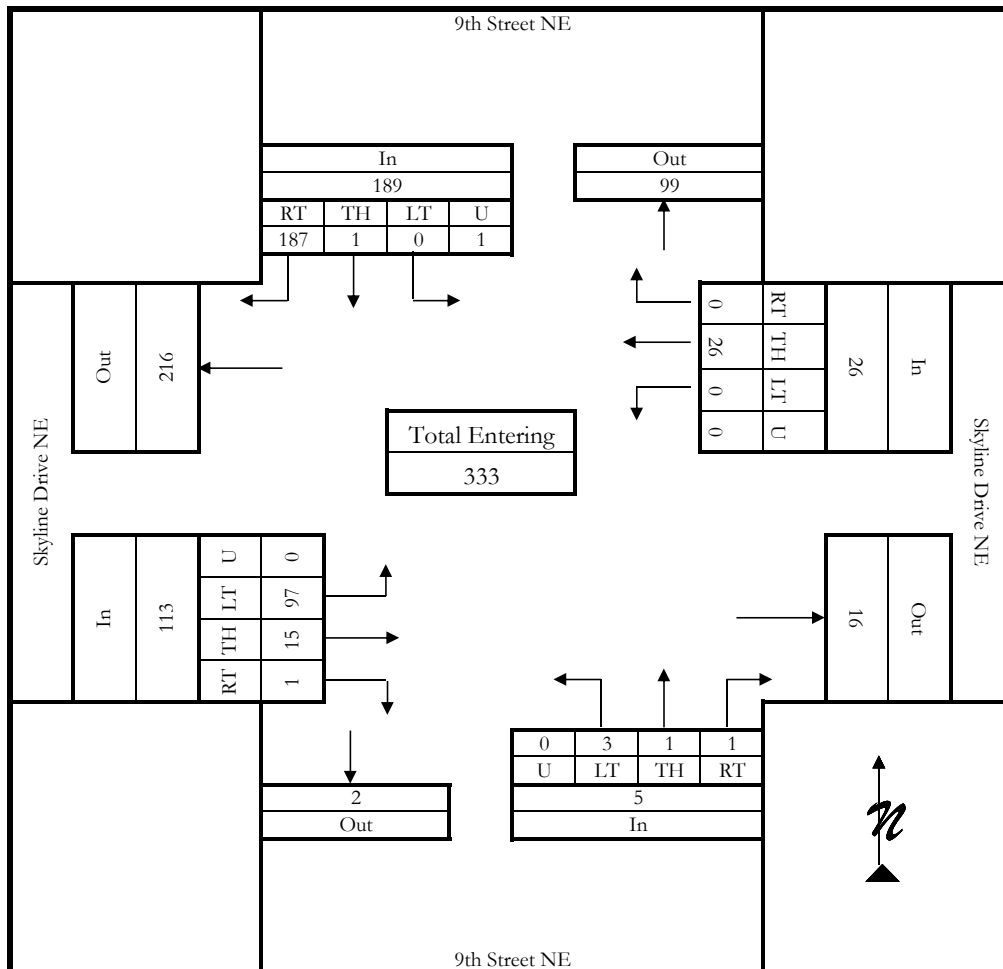 9th Street NE
In
189
RT TH LT U
187 1 0 1
Out
99
Out 216
0 RT
26 TH
0 LT
0 U
26 In
Skyline Drive NE
Total Entering
333
Skyline Drive NE
In 113
U 0
LT 97
TH 15
RT 1
16 Out
0 3 1 1
U LT TH RT
5
In
2
Out
N
9th Street NE